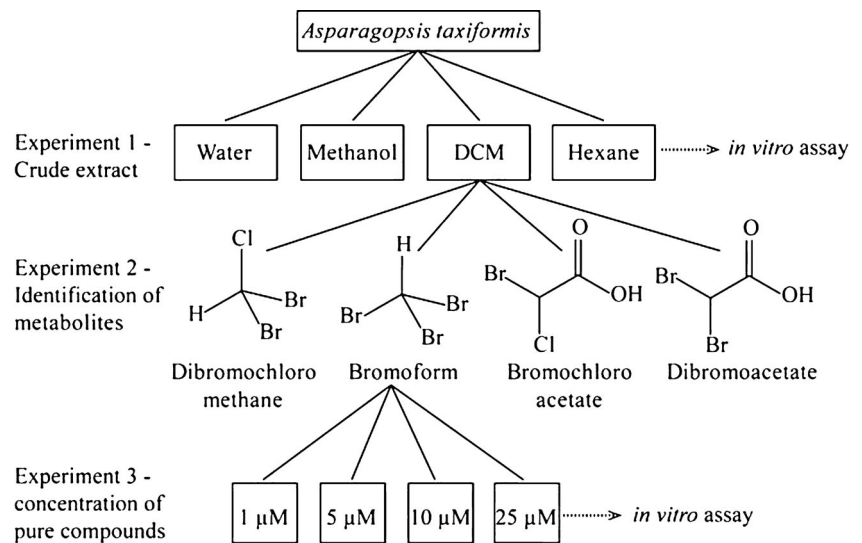 Asparagopsis taxiformis
Experiment 1 -
Crude extract
Water
Methanol
DCM
Hexane
in vitro assay
Experiment 2 -
Identification of
metabolites
Cl
H
Br
Br
Dibromochloro
methane
H
Br
Br
Br
Bromoform
O
Br
OH
Cl
Bromochloro
acetate
O
Br
OH
Br
Dibromoacetate
Experiment 3 -
concentration of
pure compounds
1 µM
5 µM
10 µM
25 µM
in vitro assay